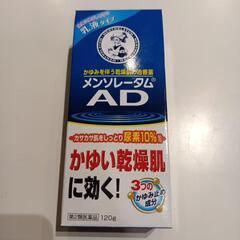 乳液タイプ
かゆみを伴う乾燥肌の治療薬
メンソレータム®
AD
カサカサ肌をしっとり 尿素10%配合
かゆい乾燥肌
に効く!
3つの
かゆみ止め
成分
第2類医薬品
120g